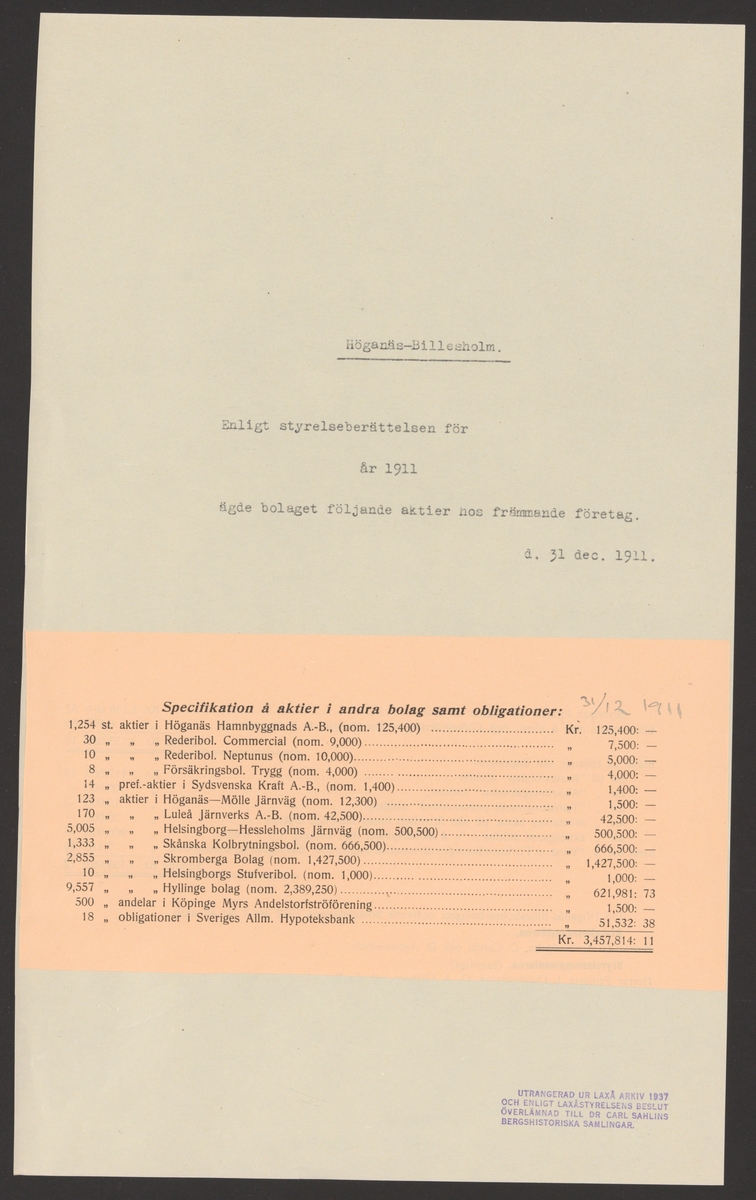 Höganäs-Billesholm.
Enligt styrelseberättelsen för
år 1911
ägde bolaget följande aktier hos främmande företag.
d. 31 dec. 1911.
Specifikation å aktier i andra bolag samt obligationer: 31/12 1911
1,254 st. aktier i Höganäs Hamnbyggnads A.-B., (nom. 125,400) Kr. 125,400: —
30 „ „ „ Rederibol. Commercial (nom. 9,000) „ 7,500: —
10 „ „ „ Rederibol. Neptunus (nom. 10,000) „ 5,000: —
8 „ „ „ Försäkringsbol. Trygg (nom. 4,000) „ 4,000: —
14 „ pref.-aktier i Sydsvenska Kraft A.-B., (nom. 1,400) „ 1,400: —
123 „ aktier i Höganäs—Mölle Järnväg (nom. 12,300) „ 1,500: —
170 „ „ „ Luleå Järnverks A.-B. (nom. 42,500) „ 42,500: —
5,005 „ „ „ Helsingborg—Hessleholms Järnväg (nom. 500,500) „ 500,500: —
1,333 „ „ „ Skånska Kolbrytningsbol. (nom. 666,500) „ 666,500: —
2,855 „ „ „ Skromberga Bolag (nom. 1,427,500) „ 1,427,500: —
10 „ „ „ Helsingborgs Stufveribol. (nom. 1,000) „ 1,000: —
9,557 „ „ „ Hyllinge bolag (nom. 2,389,250) „ 621,981: 73
500 „ andelar i Köpinge Myrs Andelstorfströförening „ 1,500: —
18 „ obligationer i Sveriges Allm. Hypoteksbank „ 51,532: 38
Kr. 3,457,814: 11
UTRANGERAD UR LAXÅ ARKIV 1937
OCH ENLIGT LAXÅSTYRELSENS BESLUT
ÖVERLÄMNAD TILL DR CARL SAHLINS
BERGSHISTORISKA SAMLINGAR.